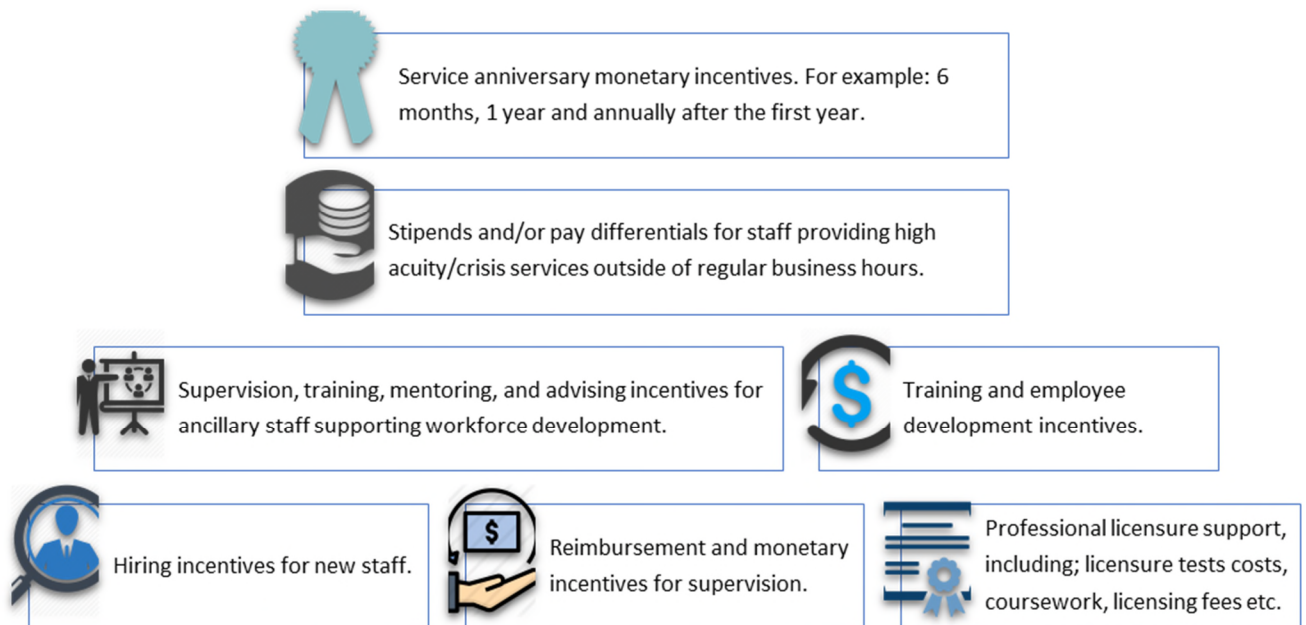 Service anniversary monetary incentives. For example: 6
months, 1 year and annually after the first year.
Stipends and/or pay differentials for staff providing high
acuity/crisis services outside of regular business hours.
Supervision, training, mentoring, and advising incentives for
ancillary staff supporting workforce development.
$
Training and employee
development incentives.
Hiring incentives for new staff.
$
Reimbursement and monetary
incentives for supervision.
Professional licensure support,
including; licensure tests costs,
coursework, licensing fees etc.